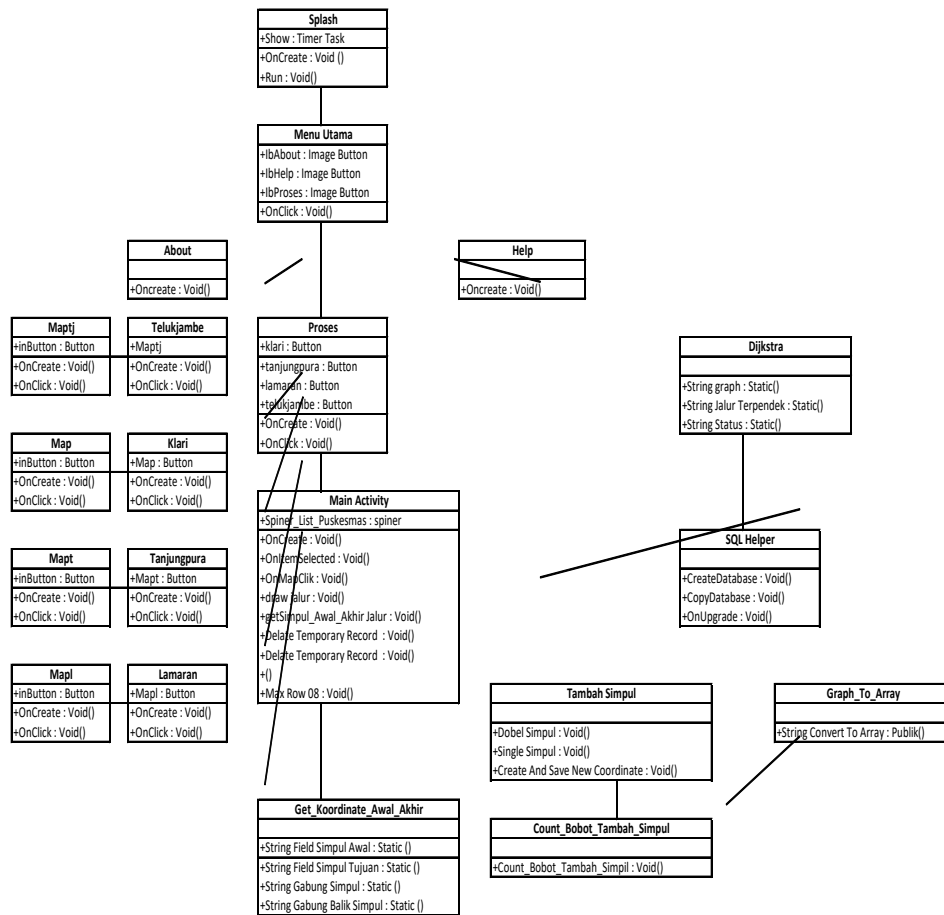 Splash
+Show : Timer Task
+OnCreate : Void ()
+Run : Void()
Menu Utama
+IbAbout : Image Button
+IbHelp : Image Button
+IbProses : Image Button
+OnClick : Void()
About
+Oncreate : Void()
Help
+Oncreate : Void()
Maptj
+inButton : Button
+OnCreate : Void()
+OnClick : Void()
Telukjambe
+Maptj
+OnCreate : Void()
+OnClick : Void()
Proses
+klari : Button
+tanjungpura : Button
+lamaran : Button
+telukjambe : Button
+OnCreate : Void()
+OnClick : Void()
Dijkstra
+String graph : Static()
+String Jalur Terpendek : Static()
+String Status : Static()
Map
+inButton : Button
+OnCreate : Void()
+OnClick : Void()
Klari
+Map : Button
+OnCreate : Void()
+OnClick : Void()
Main Activity
+Spiner_List_Puskesmas : spiner
+OnCreate : Void()
+OnItemSelected : Void()
+OnMapClik : Void()
+draw jalur : Void()
+getSimpul_Awal_Akhir Jalur : Void()
+Delate Temporary Record : Void()
+Delate Temporary Record : Void()
+()
+Max Row 08 : Void()
SQL Helper
+CreateDatabase : Void()
+CopyDatabase : Void()
+OnUpgrade : Void()
Mapt
+inButton : Button
+OnCreate : Void()
+OnClick : Void()
Tanjungpura
+Mapt : Button
+OnCreate : Void()
+OnClick : Void()
Mapl
+inButton : Button
+OnCreate : Void()
+OnClick : Void()
Lamaran
+Mapl : Button
+OnCreate : Void()
+OnClick : Void()
Tambah Simpul
+Dobel Simpul : Void()
+Single Simpul : Void()
+Create And Save New Coordinate : Void()
Graph_To_Array
+String Convert To Array : Publik()
Get_Koordinate_Awal_Akhir
+String Field Simpul Awal : Static ()
+String Field Simpul Tujuan : Static ()
+String Gabung Simpul : Static ()
+String Gabung Balik Simpul : Static ()
Count_Bobot_Tambah_Simpul
+Count_Bobot_Tambah_Simpil : Void()